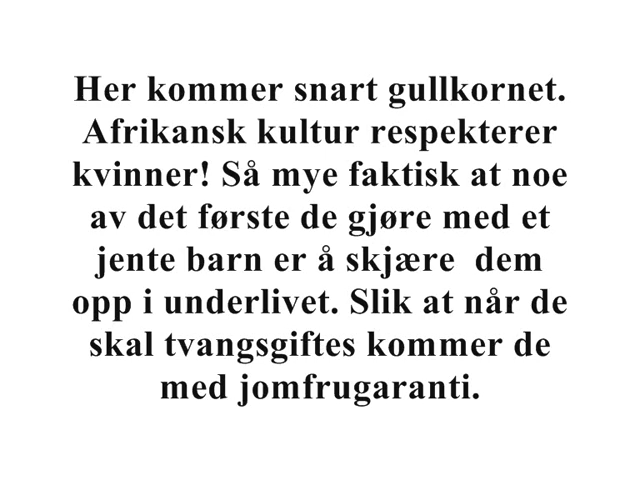 Her kommer snart gullkornet.
Afrikansk kultur respekterer
kvinner! Så mye faktisk at noe
av det første de gjøre med et
jente barn er å skjære  dem
opp i underlivet. Slik at når de
skal tvangsgiftes kommer de
med jomfrugaranti.